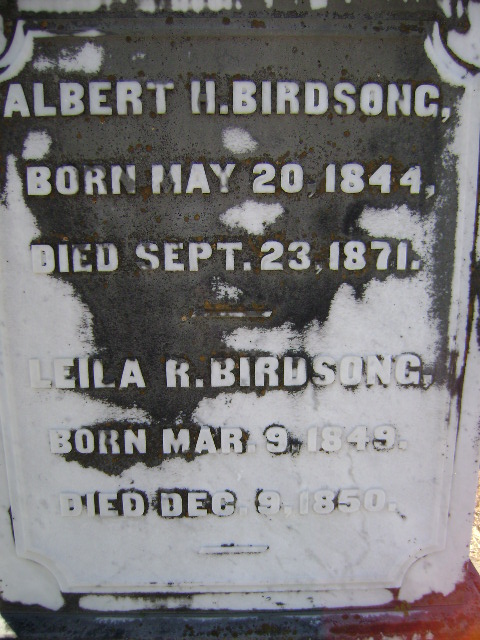 ALBERT H. BIRDSONG,
BORN MAY 20, 1844,
DIED SEPT. 23, 1871.
LEILA R. BIRDSONG,
BORN MAR. 9, 1849.
DIED DEC. 9, 1850.